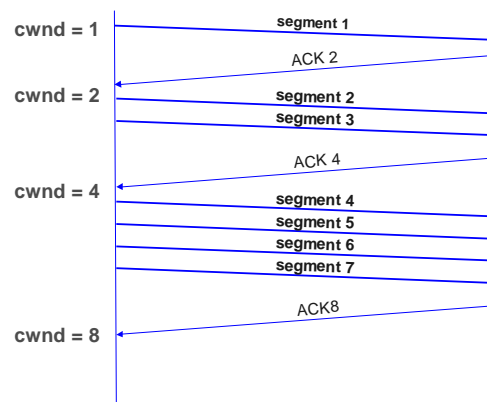 cwnd = 1
segment 1
ACK 2
cwnd = 2
segment 2
segment 3
ACK 4
cwnd = 4
segment 4
segment 5
segment 6
segment 7
ACK8
cwnd = 8